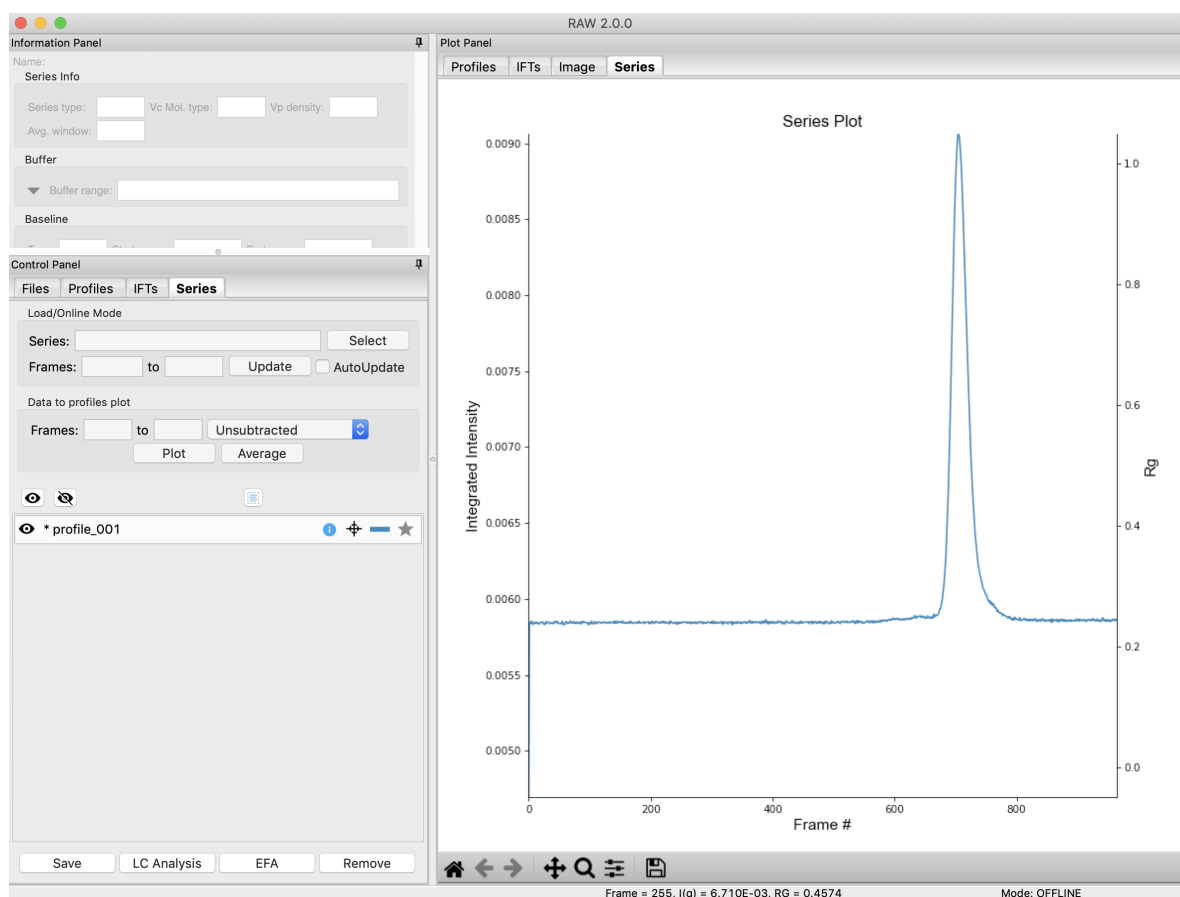 RAW 2.0.0
Information Panel
Name:
Series Info
Series type: Vc Mol. type: Vp density:
Avg. window:
Buffer
Buffer range:
Baseline
Control Panel
Files Profiles IFTs Series
Load/Online Mode
Series: Select
Frames: to Update AutoUpdate
Data to profiles plot
Frames: to Unsubtracted
Plot Average
* profile_001
Save LC Analysis EFA Remove
Plot Panel
Profiles IFTs Image Series
Series Plot
0.0090
0.0085
0.0080
0.0075
0.0070
0.0065
0.0060
0.0055
0.0050
Integrated Intensity
1.0
0.8
0.6
0.4
0.2
0.0
Rg
0 200 400 600 800
Frame #
Frame = 255, I(q) = 6.710E-03, RG = 0.4574 Mode: OFFLINE